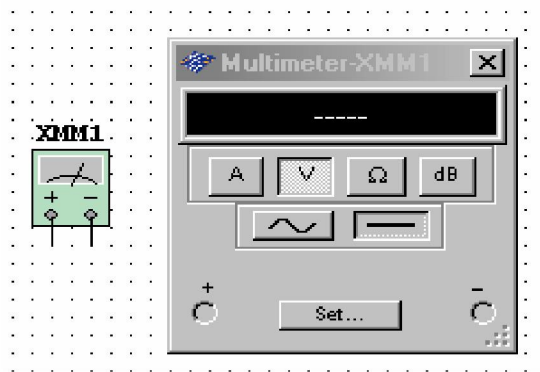 Multimeter-XMM1
-----
XMM1
A V Ω dB
+ −
+ −
Set...